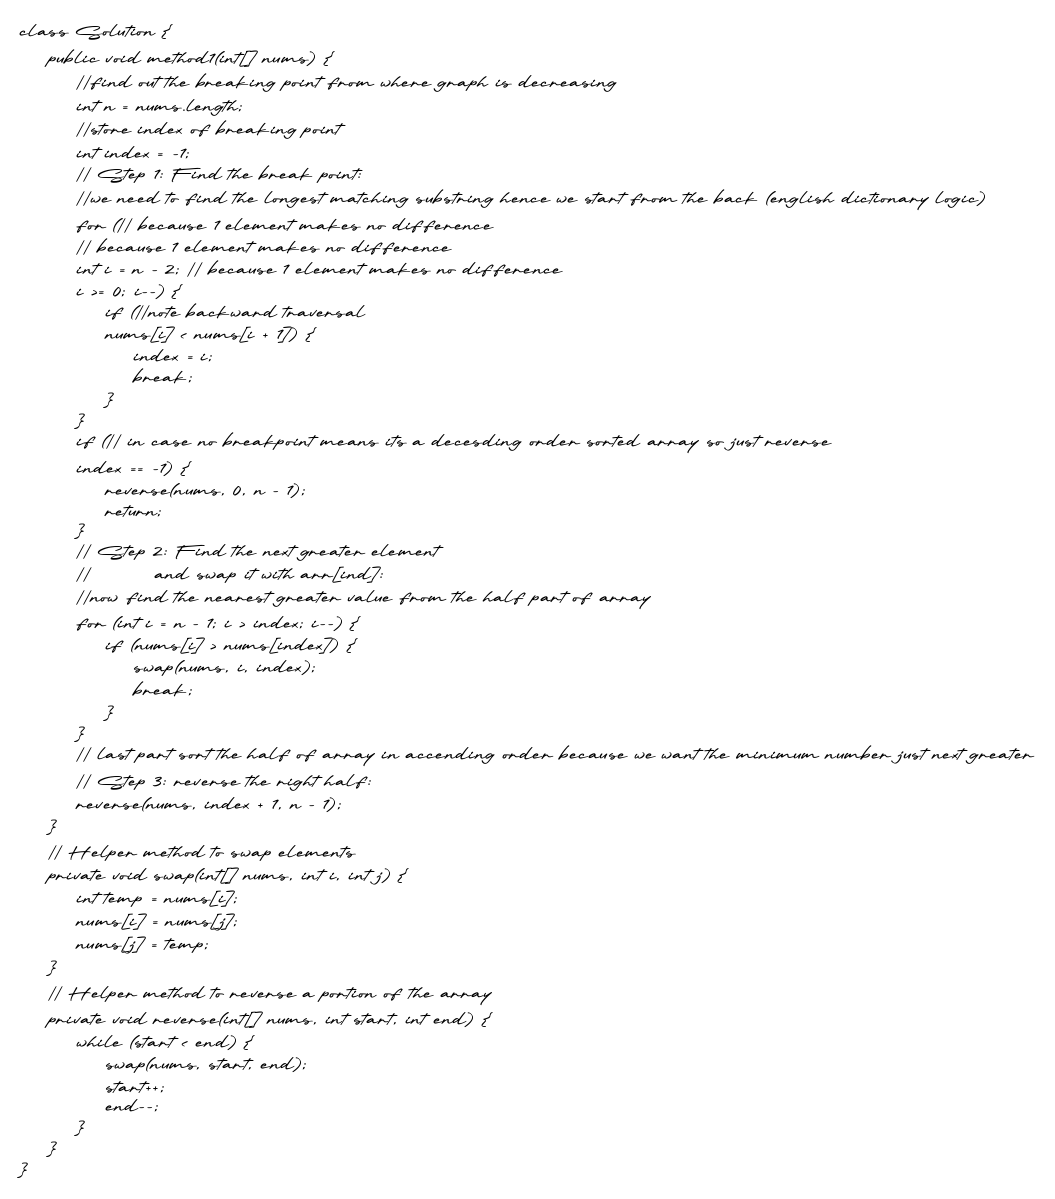 class Solution {
    public void method1(int[] nums) {
        //find out the breaking point from where graph is decreasing
        int n = nums.length;
        //store index of breaking point
        int index = -1;
        // Step 1: Find the break point:
        //we need to find the longest matching substring hence we start from the back (english dictionary logic)
        for (// because 1 element makes no difference
        // because 1 element makes no difference
        int i = n - 2; // because 1 element makes no difference
        i >= 0; i--) {
            if (//note backward traversal
            nums[i] < nums[i + 1]) {
                index = i;
                break;
            }
        }
        if (// in case no breakpoint means its a decesding order sorted array so just reverse
        index == -1) {
            reverse(nums, 0, n - 1);
            return;
        }
        // Step 2: Find the next greater element
        //         and swap it with arr[ind]:
        //now find the nearest greater value from the half part of array
        for (int i = n - 1; i > index; i--) {
            if (nums[i] > nums[index]) {
                swap(nums, i, index);
                break;
            }
        }
        // last part sort the half of array in accending order because we want the minimum number just next greater
        // Step 3: reverse the right half:
        reverse(nums, index + 1, n - 1);
    }
    // Helper method to swap elements
    private void swap(int[] nums, int i, int j) {
        int temp = nums[i];
        nums[i] = nums[j];
        nums[j] = temp;
    }
    // Helper method to reverse a portion of the array
    private void reverse(int[] nums, int start, int end) {
        while (start < end) {
            swap(nums, start, end);
            start++;
            end--;
        }
    }
}